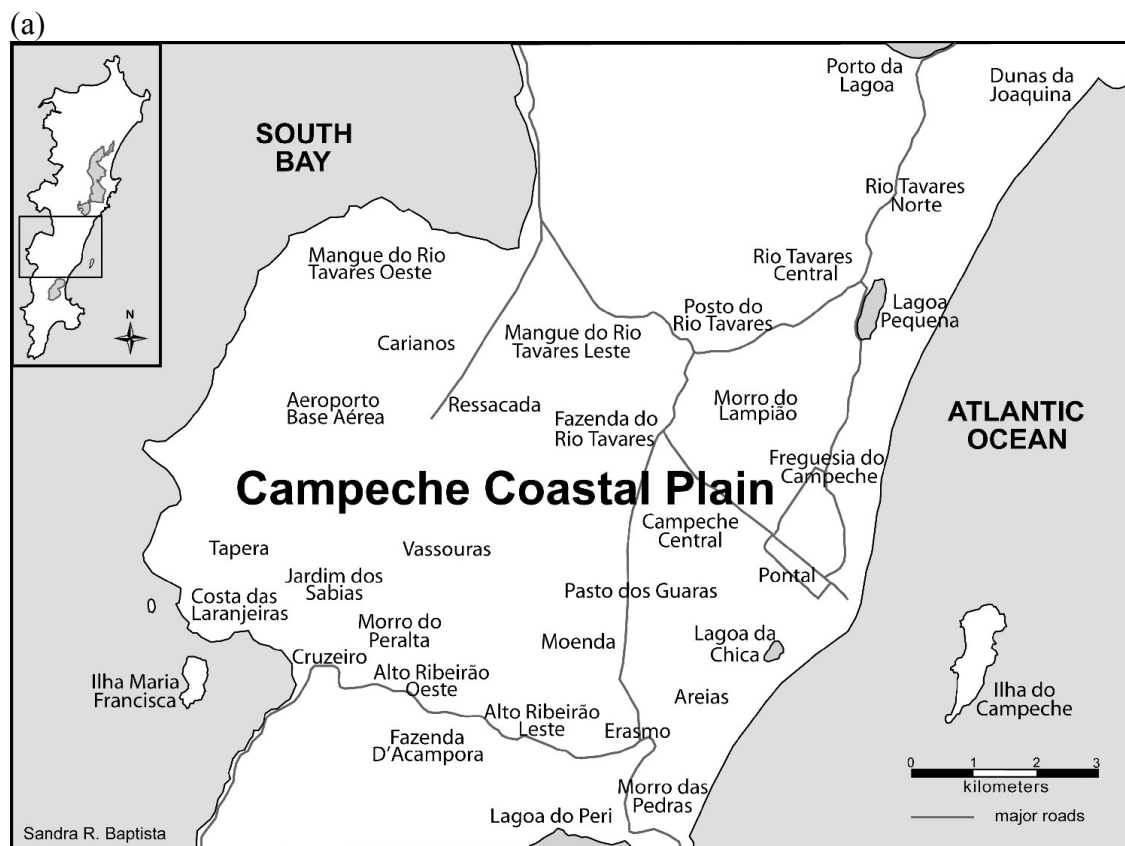 (a)
Porto da
Lagoa
Dunas da
Joaquina
SOUTH
BAY
Rio Tavares
Norte
Mangue do Rio
Tavares Oeste
Rio Tavares
Central
N
Posto do
Rio Tavares
Lagoa
Pequena
Carianos
Mangue do Rio
Tavares Leste
Aeroporto
Base Aérea
Ressacada
Fazenda do
Rio Tavares
Morro do
Lampião
ATLANTIC
OCEAN
Freguesia do
Campeche
Campeche Coastal Plain
Campeche
Central
Tapera
Vassouras
Jardim dos
Sabias
Pontal
Costa das
Laranjeiras
Pasto dos Guaras
Morro do
Peralta
Moenda
Lagoa da
Chica
Cruzeiro
Alto Ribeirão
Oeste
Ilha Maria
Francisca
Areias
Ilha do
Campeche
Alto Ribeirão
Leste
Erasmo
Fazenda
D'Acampora
0 1 2 3
kilometers
Morro das
Pedras
Lagoa do Peri
major roads
Sandra R. Baptista